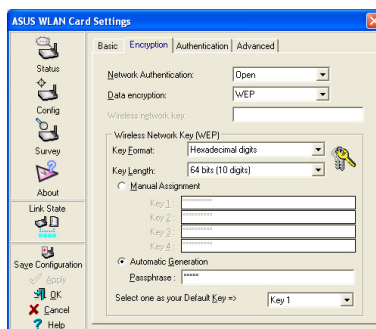 ASUS WLAN Card Settings
Basic Encryption Authentication Advanced
Status
Config
Survey
About
Link State
Save Configuration
Apply
OK
Cancel
Help
Network Authentication: Open
Data encryption: WEP
Wireless network key:
Wireless Network Key (WEP)
Key Format: Hexadecimal digits
Key Length: 64 bits (10 digits)
Manual Assignment
Key 1 : **********
Key 2 : **********
Key 3 : **********
Key 4 : **********
Automatic Generation
Passphrase : *****
Select one as your Default Key => Key 1